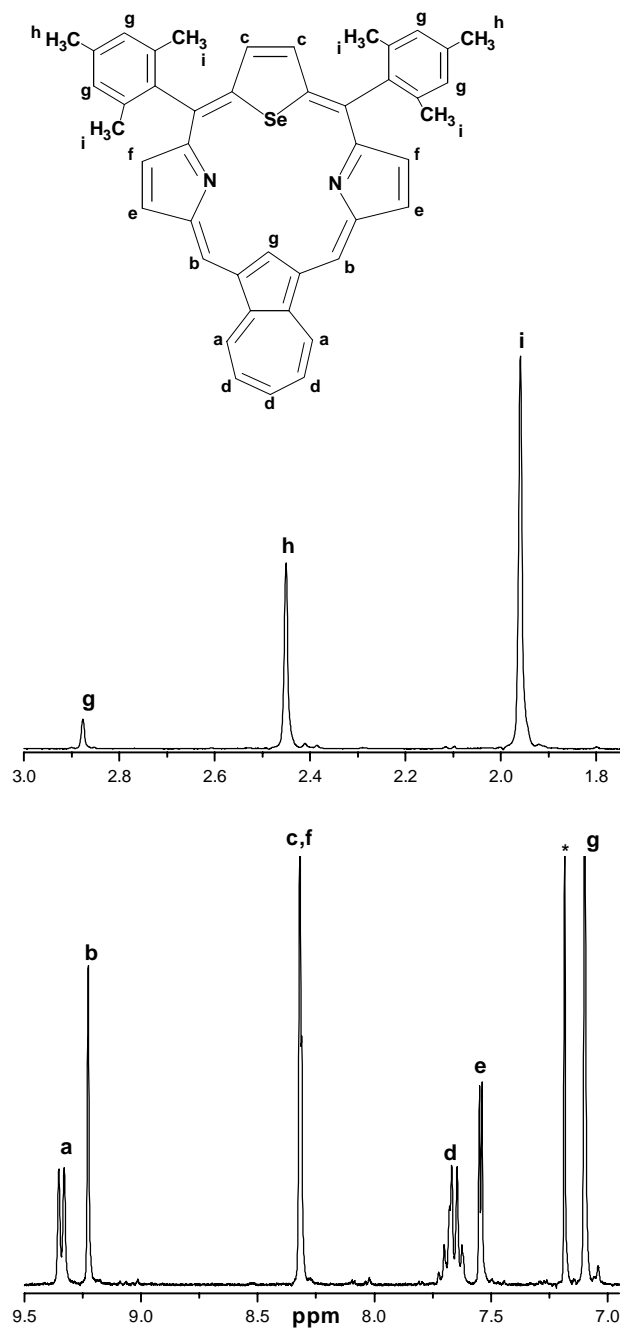 g g
h H₃C CH₃ c c H₃C CH₃ h
i i
g Se g
H₃C CH₃
i i
f N N f
e g e
b b
a a
d d
d
i
h
g
3.0 2.8 2.6 2.4 2.2 2.0 1.8
c,f * g
b
e
a d
9.5 9.0 8.5 8.0 7.5 7.0
ppm